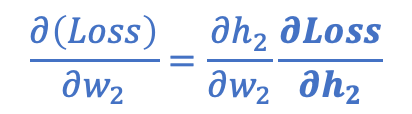 ∂(Loss)/∂w₂ = ∂h₂/∂w₂ ∂Loss/∂h₂